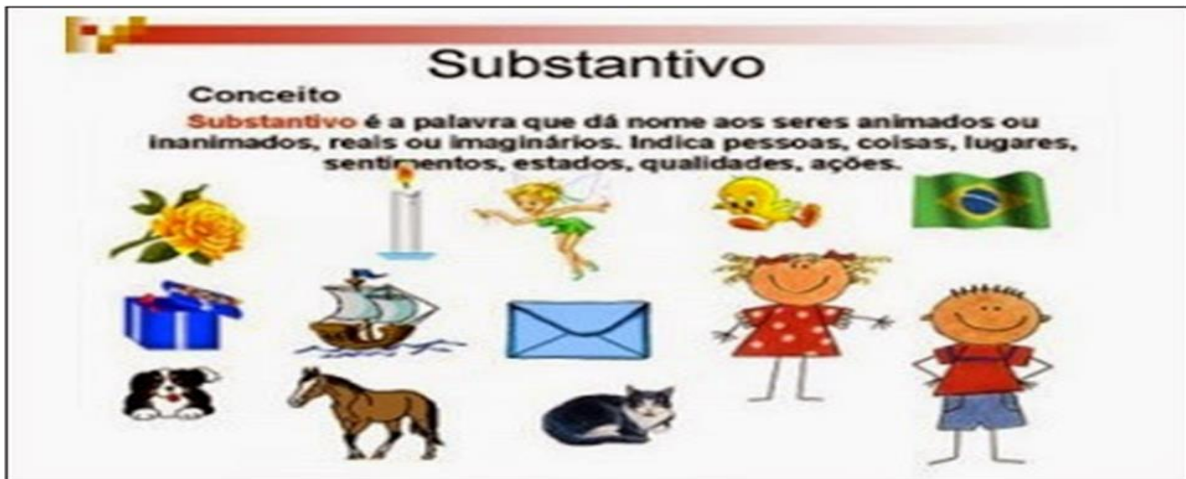 Substantivo
Conceito
Substantivo é a palavra que dá nome aos seres animados ou
inanimados, reais ou imaginários. Indica pessoas, coisas, lugares,
sentimentos, estados, qualidades, ações.